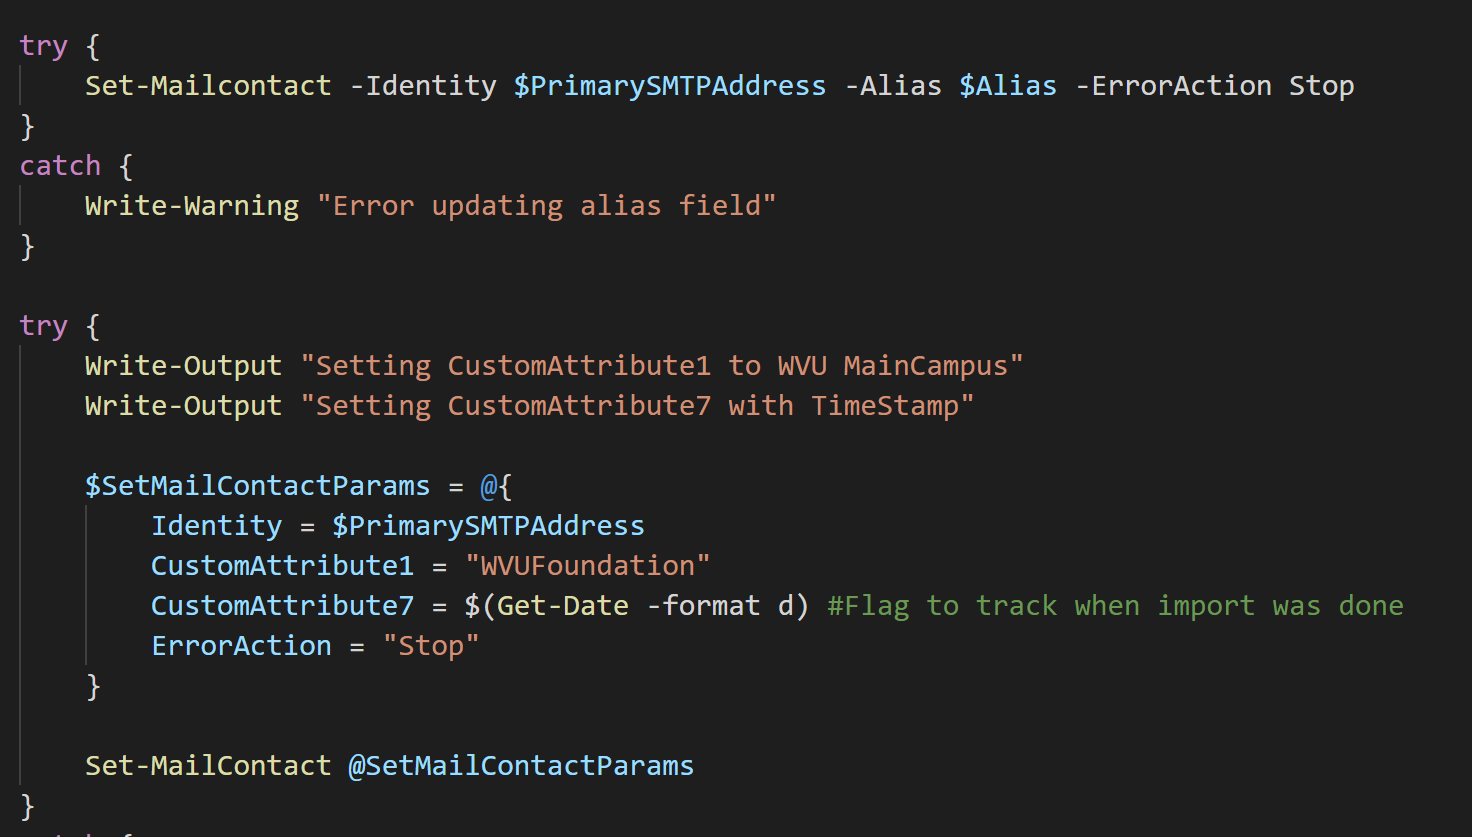 try {
    Set-Mailcontact -Identity $PrimarySMTPAddress -Alias $Alias -ErrorAction Stop
}
catch {
    Write-Warning "Error updating alias field"
}

try {
    Write-Output "Setting CustomAttribute1 to WVU MainCampus"
    Write-Output "Setting CustomAttribute7 with TimeStamp"

    $SetMailContactParams = @{
        Identity = $PrimarySMTPAddress
        CustomAttribute1 = "WVUFoundation"
        CustomAttribute7 = $(Get-Date -format d) #Flag to track when import was done
        ErrorAction = "Stop"
    }

    Set-MailContact @SetMailContactParams
}